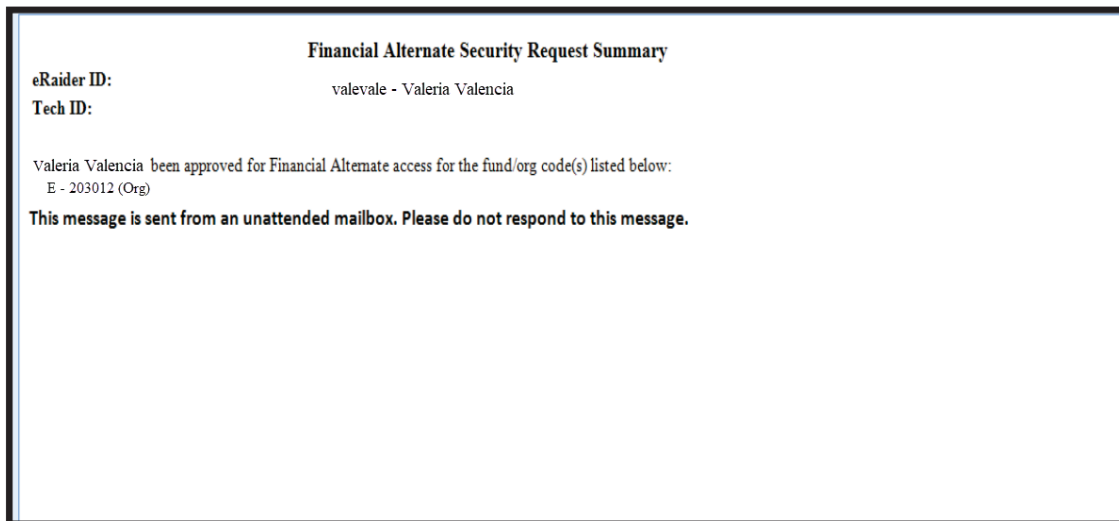 Financial Alternate Security Request Summary
eRaider ID:
valevale - Valeria Valencia
Tech ID:
Valeria Valencia been approved for Financial Alternate access for the fund/org code(s) listed below:
E - 203012 (Org)
This message is sent from an unattended mailbox. Please do not respond to this message.